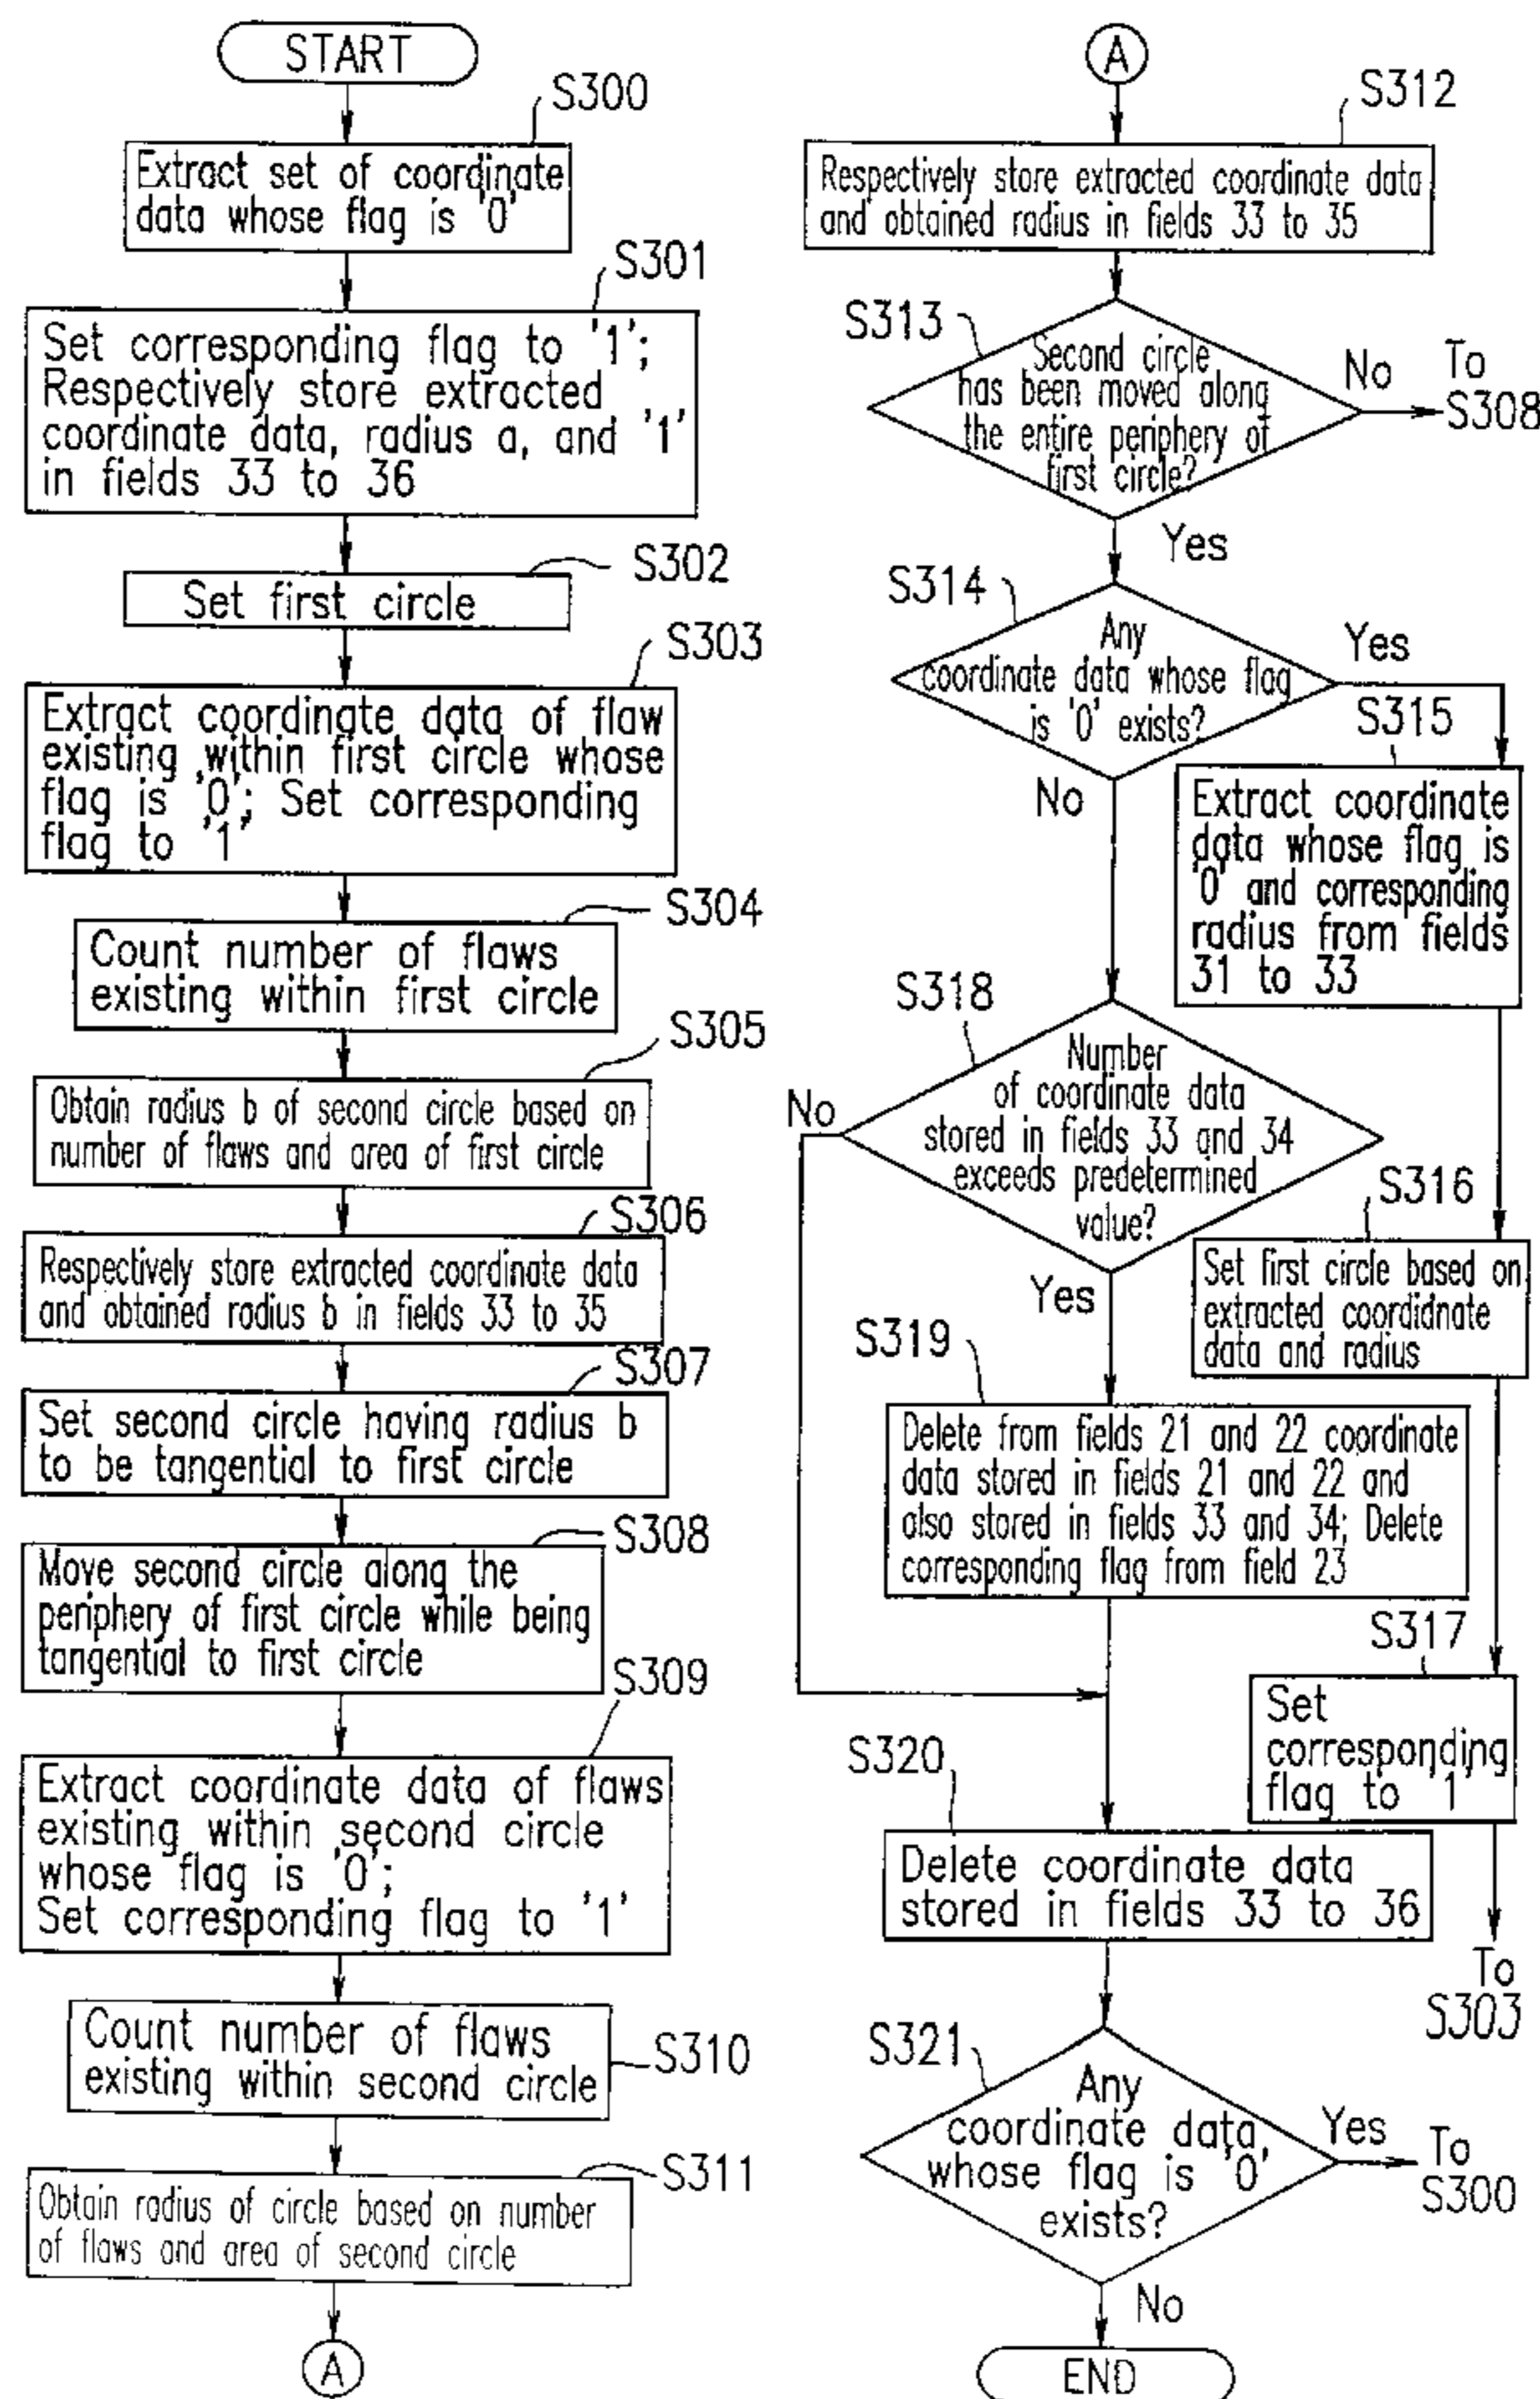 START
S300
Extract set of coordinate
data whose flag is '0'
S301
Set corresponding flag to '1';
Respectively store extracted
coordinate data, radius a, and '1'
in fields 33 to 36
S302
Set first circle
S303
Extract coordinate data of flaw
existing within first circle whose
flag is '0'; Set corresponding
flag to '1'
S304
Count number of flaws
existing within first circle
S305
Obtain radius b of second circle based on
number of flaws and area of first circle
S306
Respectively store extracted coordinate data
and obtained radius b in fields 33 to 35
S307
Set second circle having radius b
to be tangential to first circle
S308
Move second circle along the
periphery of first circle while being
tangential to first circle
S309
Extract coordinate data of flaws
existing within second circle
whose flag is '0';
Set corresponding flag to '1'
S310
Count number of flaws
existing within second circle
S311
Obtain radius of circle based on number
of flaws and area of second circle
A
A
S312
Respectively store extracted coordinate data
and obtained radius in fields 33 to 35
S313
Second circle
has been moved along
the entire periphery of
first circle?
No
To
S308
Yes
S314
Any
coordinate data whose flag
is '0' exists?
Yes
No
S315
Extract coordinate
data whose flag is
'0' and corresponding
radius from fields
31 to 33
S318
Number
of coordinate data
stored in fields 33 and 34
exceeds predetermined
value?
No
Yes
S316
Set first circle based on
extracted coordidnate
data and radius
S319
Delete from fields 21 and 22 coordinate
data stored in fields 21 and 22 and
also stored in fields 33 and 34; Delete
corresponding flag from field 23
S317
Set
corresponding
flag to '1'
To
S303
S320
Delete coordinate data
stored in fields 33 to 36
S321
Any
coordinate data
whose flag is '0'
exists?
Yes
To
S300
No
END